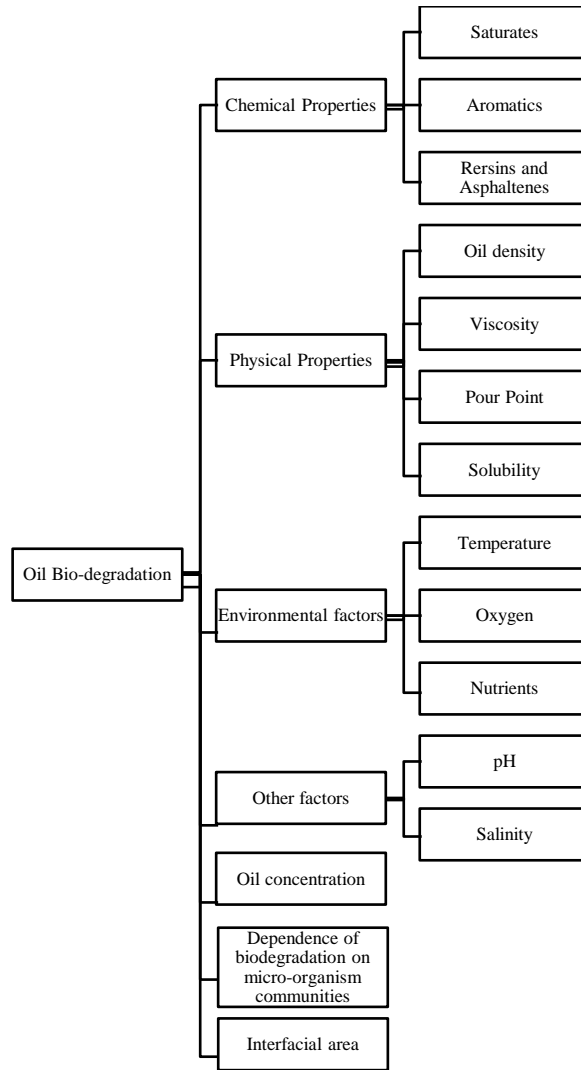 Saturates
Chemical Properties
Aromatics
Rersins and
Asphaltenes
Oil density
Viscosity
Physical Properties
Pour Point
Solubility
Oil Bio-degradation
Temperature
Environmental factors
Oxygen
Nutrients
pH
Other factors
Salinity
Oil concentration
Dependence of
biodegradation on
micro-organism
communities
Interfacial area